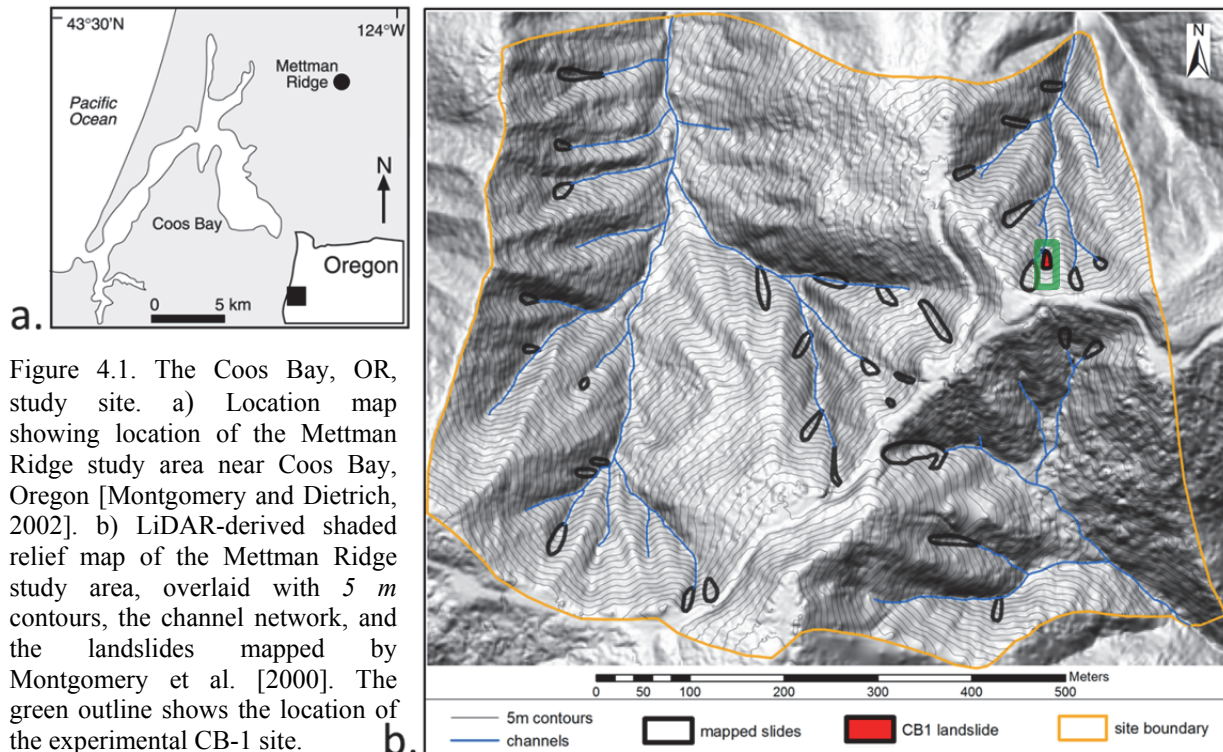 43°30'N
124°W
Mettman
Ridge
Pacific
Ocean
N
Coos Bay
Oregon
0 5 km
a.
Figure 4.1. The Coos Bay, OR,
study site. a) Location map
showing location of the Mettman
Ridge study area near Coos Bay,
Oregon [Montgomery and Dietrich,
2002]. b) LiDAR-derived shaded
relief map of the Mettman Ridge
study area, overlaid with 5 m
contours, the channel network, and
the landslides mapped by
Montgomery et al. [2000]. The
green outline shows the location of
the experimental CB-1 site.
N
Meters
0 50 100 200 300 400 500
b.
5m contours
channels
mapped slides
CB1 landslide
site boundary